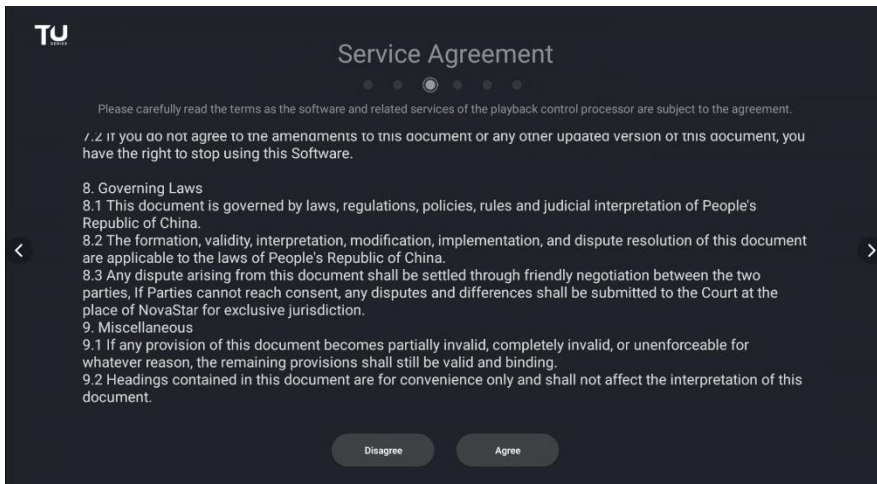 TU
SERIES
Service Agreement
Please carefully read the terms as the software and related services of the playback control processor are subject to the agreement.
7.2 If you do not agree to the amendments to this document or any other updated version of this document, you
have the right to stop using this Software.
8. Governing Laws
8.1 This document is governed by laws, regulations, policies, rules and judicial interpretation of People's
Republic of China.
8.2 The formation, validity, interpretation, modification, implementation, and dispute resolution of this document
are applicable to the laws of People's Republic of China.
8.3 Any dispute arising from this document shall be settled through friendly negotiation between the two
parties, If Parties cannot reach consent, any disputes and differences shall be submitted to the Court at the
place of NovaStar for exclusive jurisdiction.
9. Miscellaneous
9.1 If any provision of this document becomes partially invalid, completely invalid, or unenforceable for
whatever reason, the remaining provisions shall still be valid and binding.
9.2 Headings contained in this document are for convenience only and shall not affect the interpretation of this
document.
Disagree
Agree